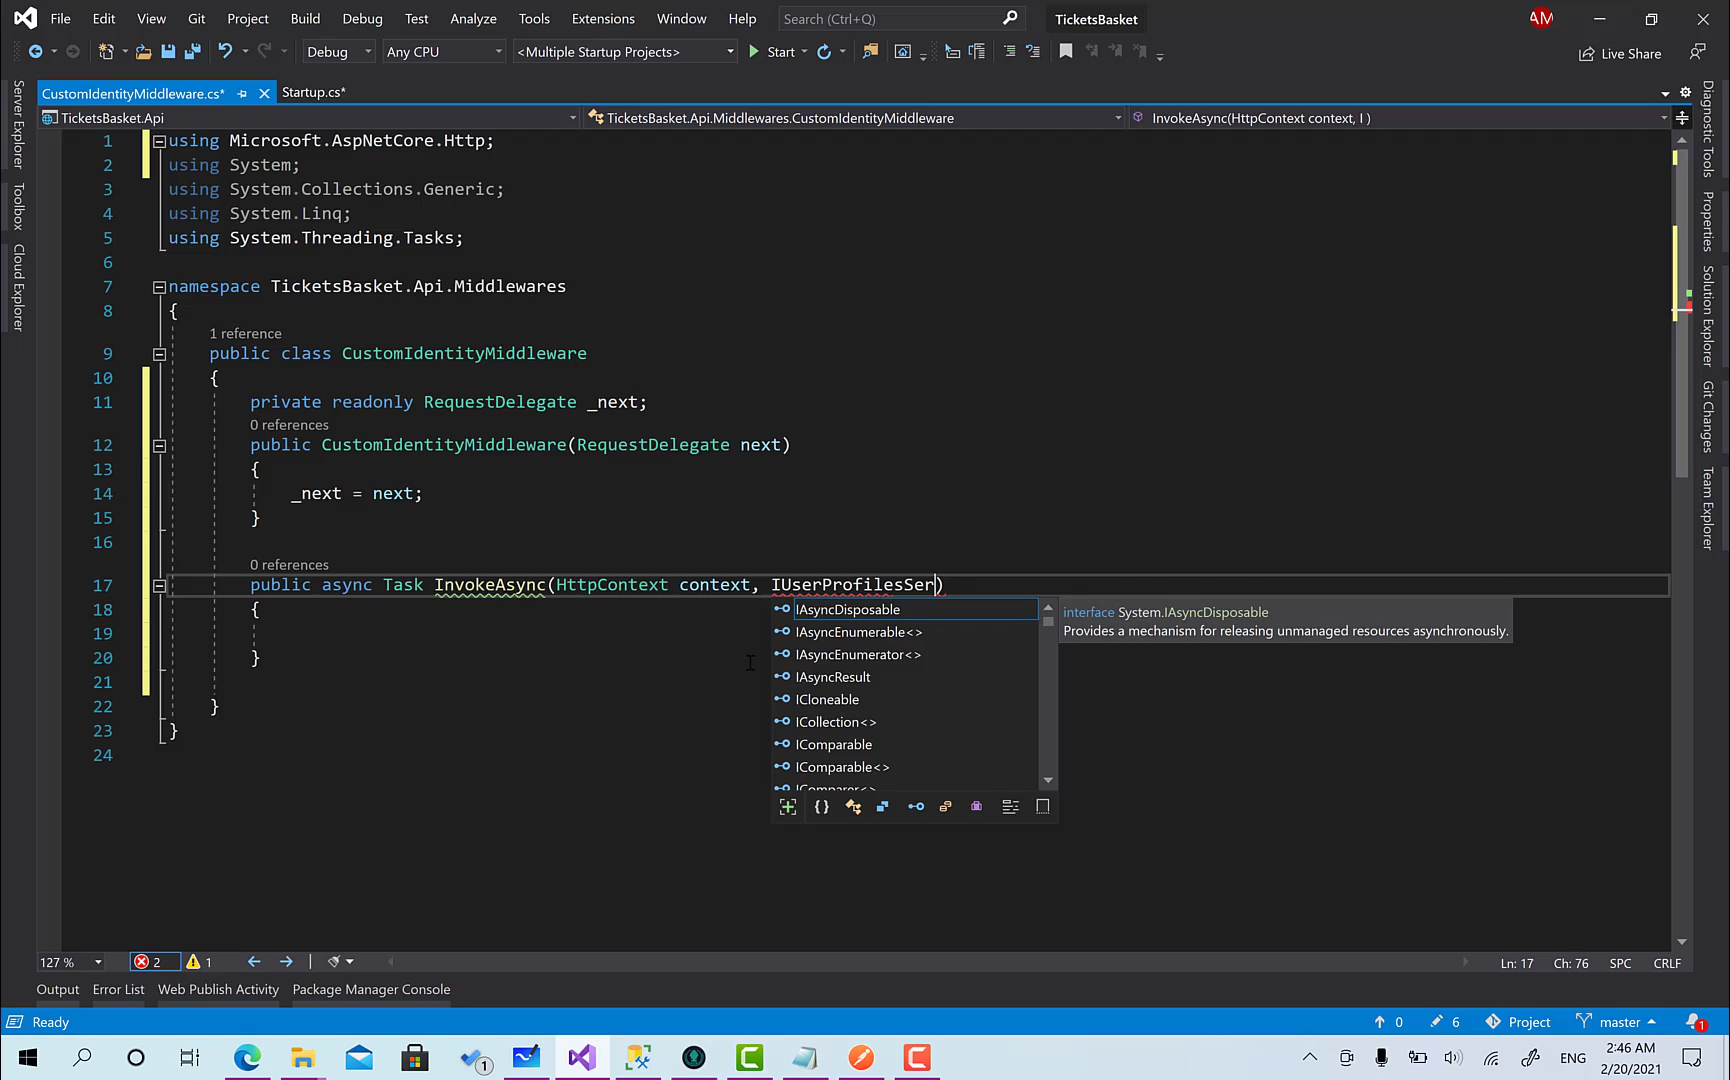 File Edit View Git Project Build Debug Test Analyze Tools Extensions Window Help Search (Ctrl+Q) TicketsBasket AM
Debug Any CPU <Multiple Startup Projects> Start Live Share
CustomIdentityMiddleware.cs* Startup.cs*
TicketsBasket.Api TicketsBasket.Api.Middlewares.CustomIdentityMiddleware InvokeAsync(HttpContext context, I )
Server Explorer
Toolbox
Cloud Explorer
1 using Microsoft.AspNetCore.Http;
2 using System;
3 using System.Collections.Generic;
4 using System.Linq;
5 using System.Threading.Tasks;
6
7 namespace TicketsBasket.Api.Middlewares
8 {
1 reference
9 public class CustomIdentityMiddleware
10 {
11 private readonly RequestDelegate _next;
0 references
12 public CustomIdentityMiddleware(RequestDelegate next)
13 {
14 _next = next;
15 }
16
0 references
17 public async Task InvokeAsync(HttpContext context, IUserProfilesSer)
18 {
19
20 }
21
22 }
23 }
24
IAsyncDisposable
IAsyncEnumerable<>
IAsyncEnumerator<>
IAsyncResult
ICloneable
ICollection<>
IComparable
IComparable<>
IComparer<>
interface System.IAsyncDisposable
Provides a mechanism for releasing unmanaged resources asynchronously.
Diagnostic Tools
Properties
Solution Explorer
Git Changes
Team Explorer
127 % 2 1 Ln: 17 Ch: 76 SPC CRLF
Output Error List Web Publish Activity Package Manager Console
Ready 0 6 Project master 1
1 ENG 2:46 AM
2/20/2021